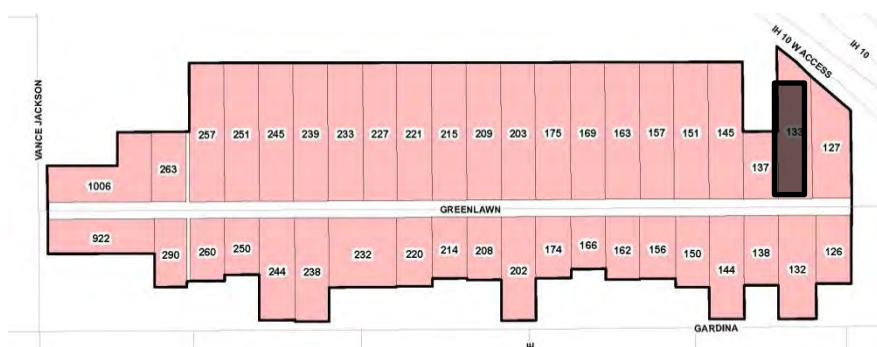 IH 10 W ACCESS
IH 10
VANCE JACKSON
257 251 245 239 233 227 221 215 209 203 175 169 163 157 151 145 133
127
263 137
1006
GREENLAWN
922
290 260 250 244 238 232 220 214 208 202 174 166 162 156 150 144 138 132 126
GARDINA